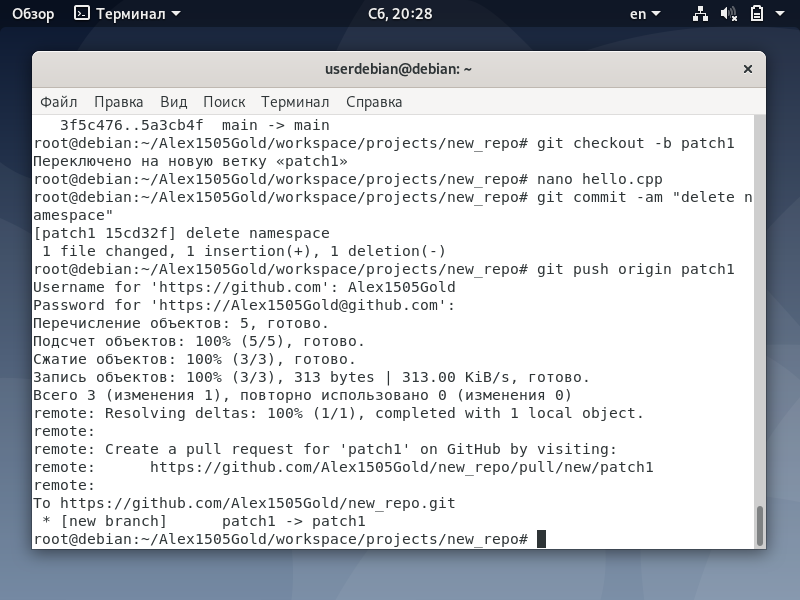 Обзор Терминал Сб, 20:28 en
userdebian@debian: ~
Файл Правка Вид Поиск Терминал Справка
   3f5c476..5a3cb4f  main -> main
root@debian:~/Alex1505Gold/workspace/projects/new_repo# git checkout -b patch1
Переключено на новую ветку «patch1»
root@debian:~/Alex1505Gold/workspace/projects/new_repo# nano hello.cpp
root@debian:~/Alex1505Gold/workspace/projects/new_repo# git commit -am "delete n
amespace"
[patch1 15cd32f] delete namespace
 1 file changed, 1 insertion(+), 1 deletion(-)
root@debian:~/Alex1505Gold/workspace/projects/new_repo# git push origin patch1
Username for 'https://github.com': Alex1505Gold
Password for 'https://Alex1505Gold@github.com':
Перечисление объектов: 5, готово.
Подсчет объектов: 100% (5/5), готово.
Сжатие объектов: 100% (3/3), готово.
Запись объектов: 100% (3/3), 313 bytes | 313.00 KiB/s, готово.
Всего 3 (изменения 1), повторно использовано 0 (изменения 0)
remote: Resolving deltas: 100% (1/1), completed with 1 local object.
remote:
remote: Create a pull request for 'patch1' on GitHub by visiting:
remote:      https://github.com/Alex1505Gold/new_repo/pull/new/patch1
remote:
To https://github.com/Alex1505Gold/new_repo.git
 * [new branch]      patch1 -> patch1
root@debian:~/Alex1505Gold/workspace/projects/new_repo#